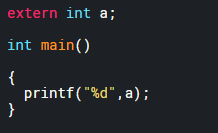 extern int a;
int main()
{
printf("%d",a);
}